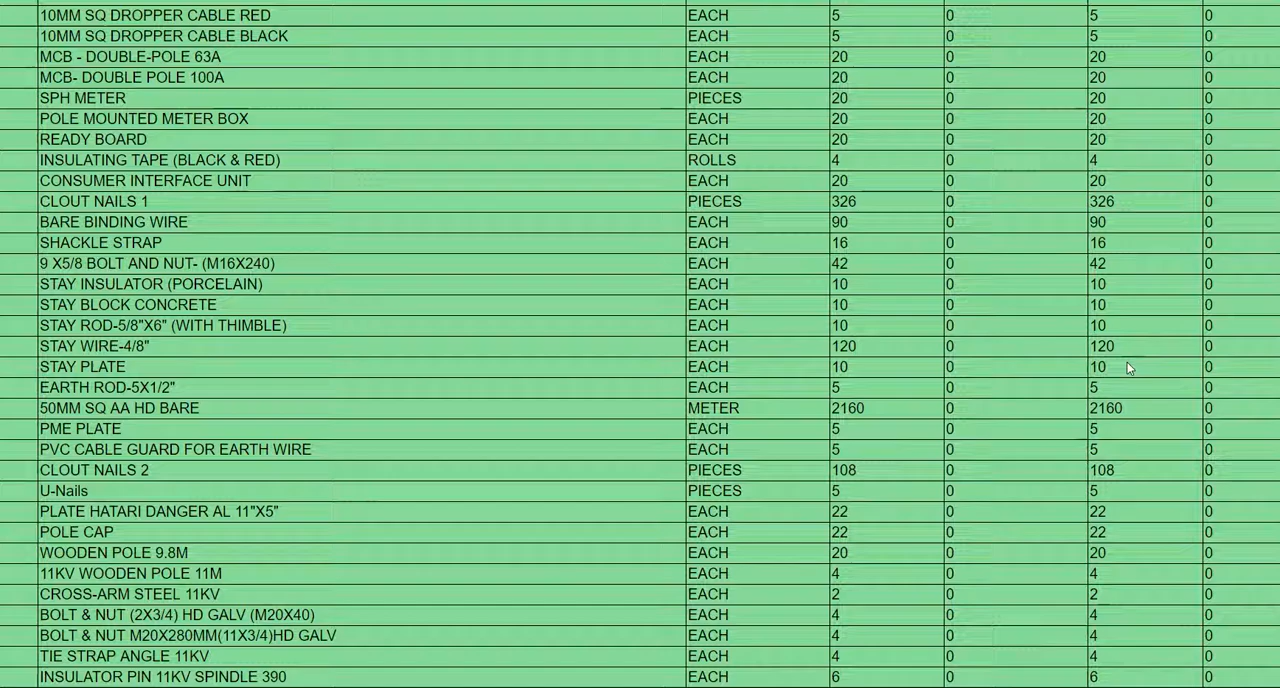 10MM SQ DROPPER CABLE RED EACH 5 0 5 0
10MM SQ DROPPER CABLE BLACK EACH 5 0 5 0
MCB - DOUBLE-POLE 63A EACH 20 0 20 0
MCB- DOUBLE POLE 100A EACH 20 0 20 0
SPH METER PIECES 20 0 20 0
POLE MOUNTED METER BOX EACH 20 0 20 0
READY BOARD EACH 20 0 20 0
INSULATING TAPE (BLACK & RED) ROLLS 4 0 4 0
CONSUMER INTERFACE UNIT EACH 20 0 20 0
CLOUT NAILS 1 PIECES 326 0 326 0
BARE BINDING WIRE EACH 90 0 90 0
SHACKLE STRAP EACH 16 0 16 0
9 X5/8 BOLT AND NUT- (M16X240) EACH 42 0 42 0
STAY INSULATOR (PORCELAIN) EACH 10 0 10 0
STAY BLOCK CONCRETE EACH 10 0 10 0
STAY ROD-5/8"X6" (WITH THIMBLE) EACH 10 0 10 0
STAY WIRE-4/8" EACH 120 0 120 0
STAY PLATE EACH 10 0 10 0
EARTH ROD-5X1/2" EACH 5 0 5 0
50MM SQ AA HD BARE METER 2160 0 2160 0
PME PLATE EACH 5 0 5 0
PVC CABLE GUARD FOR EARTH WIRE EACH 5 0 5 0
CLOUT NAILS 2 PIECES 108 0 108 0
U-Nails PIECES 5 0 5 0
PLATE HATARI DANGER AL 11"X5" EACH 22 0 22 0
POLE CAP EACH 22 0 22 0
WOODEN POLE 9.8M EACH 20 0 20 0
11KV WOODEN POLE 11M EACH 4 0 4 0
CROSS-ARM STEEL 11KV EACH 2 0 2 0
BOLT & NUT (2X3/4) HD GALV (M20X40) EACH 4 0 4 0
BOLT & NUT M20X280MM(11X3/4)HD GALV EACH 4 0 4 0
TIE STRAP ANGLE 11KV EACH 4 0 4 0
INSULATOR PIN 11KV SPINDLE 390 EACH 6 0 6 0